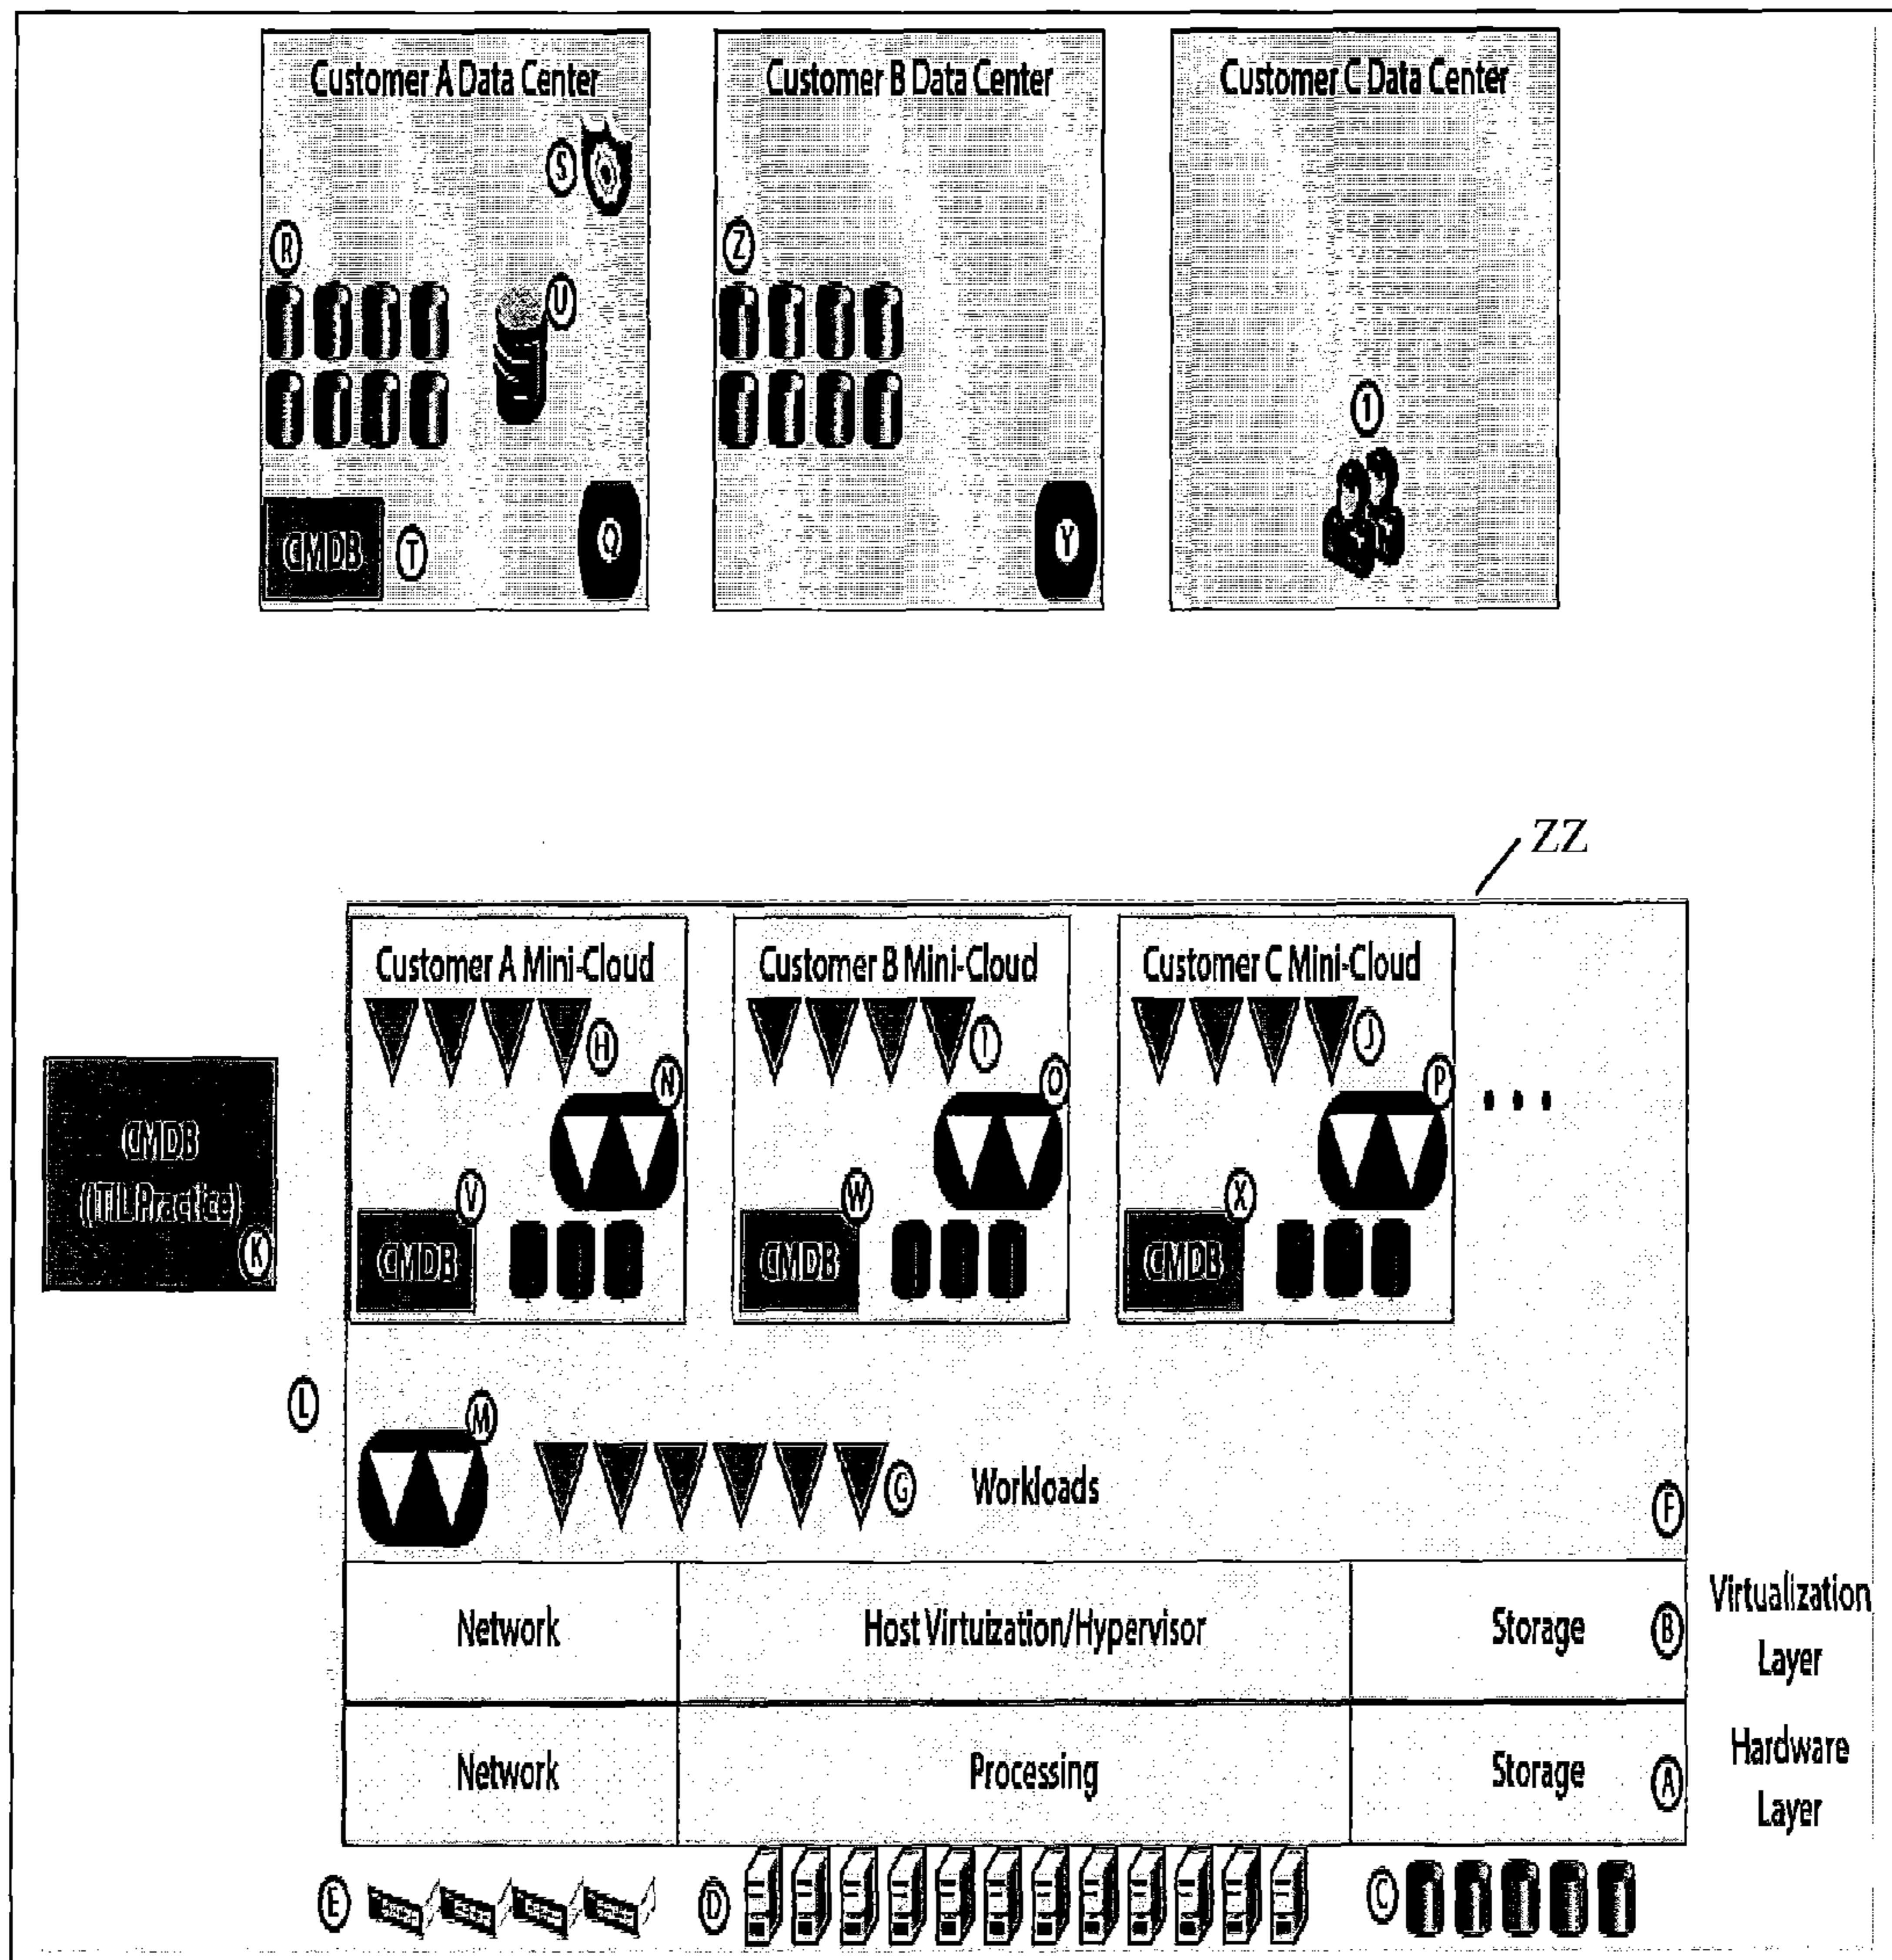 Customer A Data Center
Customer B Data Center
Customer C Data Center
S
R
Z
U
1
CMDB
T
Q
Y
ZZ
Customer A Mini-Cloud
Customer B Mini-Cloud
Customer C Mini-Cloud
H
I
J
N
O
P
CMDB
(ITIL Practice)
K
V
W
X
CMDB
CMDB
CMDB
L
M
G
Workloads
F
Network
Host Virtuization/Hypervisor
Storage
B
Virtualization
Layer
Network
Processing
Storage
A
Hardware
Layer
E
D
C